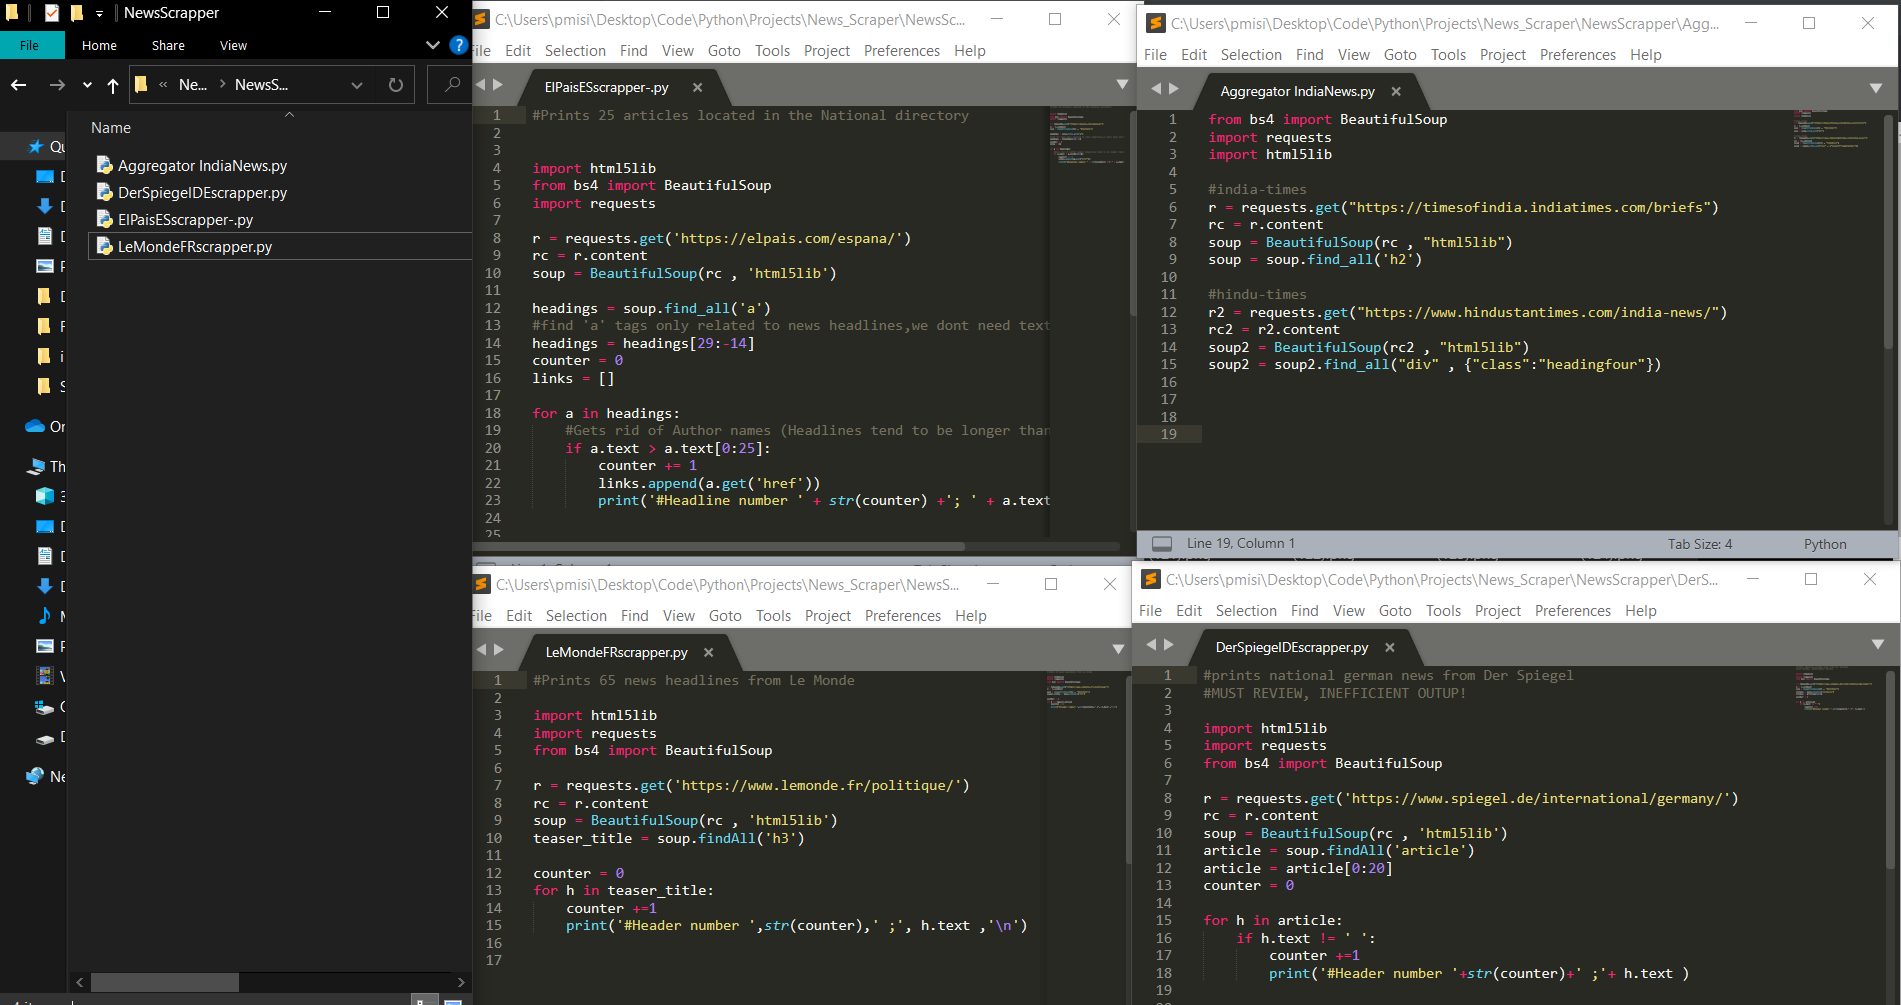 NewsScrapper
File Home Share View
« Ne... NewsS...
Name
Aggregator IndiaNews.py
DerSpiegelDEscrapper.py
ElPaisESscrapper-.py
LeMondeFRscrapper.py
C:\Users\pmisi\Desktop\Code\Python\Projects\News_Scraper\NewsSc...
File Edit Selection Find View Goto Tools Project Preferences Help
ElPaisESscrapper-.py
1 #Prints 25 articles located in the National directory
2
3
4 import html5lib
5 from bs4 import BeautifulSoup
6 import requests
7
8 r = requests.get('https://elpais.com/espana/')
9 rc = r.content
10 soup = BeautifulSoup(rc , 'html5lib')
11
12 headings = soup.find_all('a')
13 #find 'a' tags only related to news headlines,we dont need text
14 headings = headings[29:-14]
15 counter = 0
16 links = []
17
18 for a in headings:
19 #Gets rid of Author names (Headlines tend to be longer than
20 if a.text > a.text[0:25]:
21 counter += 1
22 links.append(a.get('href'))
23 print('#Headline number ' + str(counter) +'; ' + a.text
24
25
C:\Users\pmisi\Desktop\Code\Python\Projects\News_Scraper\NewsScrapper\Agg...
File Edit Selection Find View Goto Tools Project Preferences Help
Aggregator IndiaNews.py
1 from bs4 import BeautifulSoup
2 import requests
3 import html5lib
4
5 #india-times
6 r = requests.get("https://timesofindia.indiatimes.com/briefs")
7 rc = r.content
8 soup = BeautifulSoup(rc , "html5lib")
9 soup = soup.find_all('h2')
10
11 #hindu-times
12 r2 = requests.get("https://www.hindustantimes.com/india-news/")
13 rc2 = r2.content
14 soup2 = BeautifulSoup(rc2 , "html5lib")
15 soup2 = soup2.find_all("div" , {"class":"headingfour"})
16
17
18
19
Line 19, Column 1 Tab Size: 4 Python
C:\Users\pmisi\Desktop\Code\Python\Projects\News_Scraper\NewsS...
File Edit Selection Find View Goto Tools Project Preferences Help
LeMondeFRscrapper.py
1 #Prints 65 news headlines from Le Monde
2
3 import html5lib
4 import requests
5 from bs4 import BeautifulSoup
6
7 r = requests.get('https://www.lemonde.fr/politique/')
8 rc = r.content
9 soup = BeautifulSoup(rc , 'html5lib')
10 teaser_title = soup.findAll('h3')
11
12 counter = 0
13 for h in teaser_title:
14 counter +=1
15 print('#Header number ',str(counter),' ;', h.text ,'\n')
16
17
C:\Users\pmisi\Desktop\Code\Python\Projects\News_Scraper\NewsScrapper\DerS...
File Edit Selection Find View Goto Tools Project Preferences Help
DerSpiegelDEscrapper.py
1 #prints national german news from Der Spiegel
2 #MUST REVIEW, INEFFICIENT OUTUP!
3
4 import html5lib
5 import requests
6 from bs4 import BeautifulSoup
7
8 r = requests.get('https://www.spiegel.de/international/germany/')
9 rc = r.content
10 soup = BeautifulSoup(rc , 'html5lib')
11 article = soup.findAll('article')
12 article = article[0:20]
13 counter = 0
14
15 for h in article:
16 if h.text != ' ':
17 counter +=1
18 print('#Header number '+str(counter)+' ;'+ h.text )
19